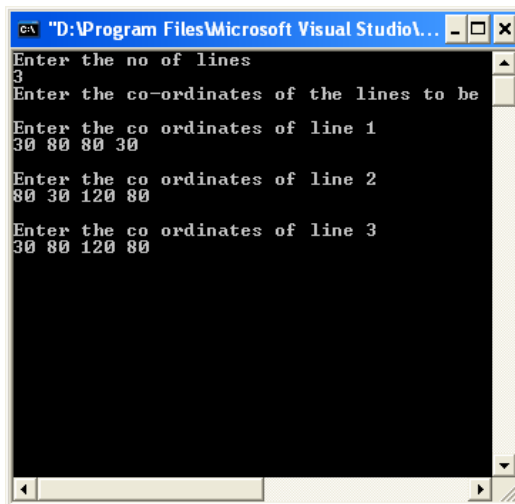 "D:\Program Files\Microsoft Visual Studio\...
Enter the no of lines
3
Enter the co-ordinates of the lines to be
Enter the co ordinates of line 1
30 80 80 30
Enter the co ordinates of line 2
80 30 120 80
Enter the co ordinates of line 3
30 80 120 80